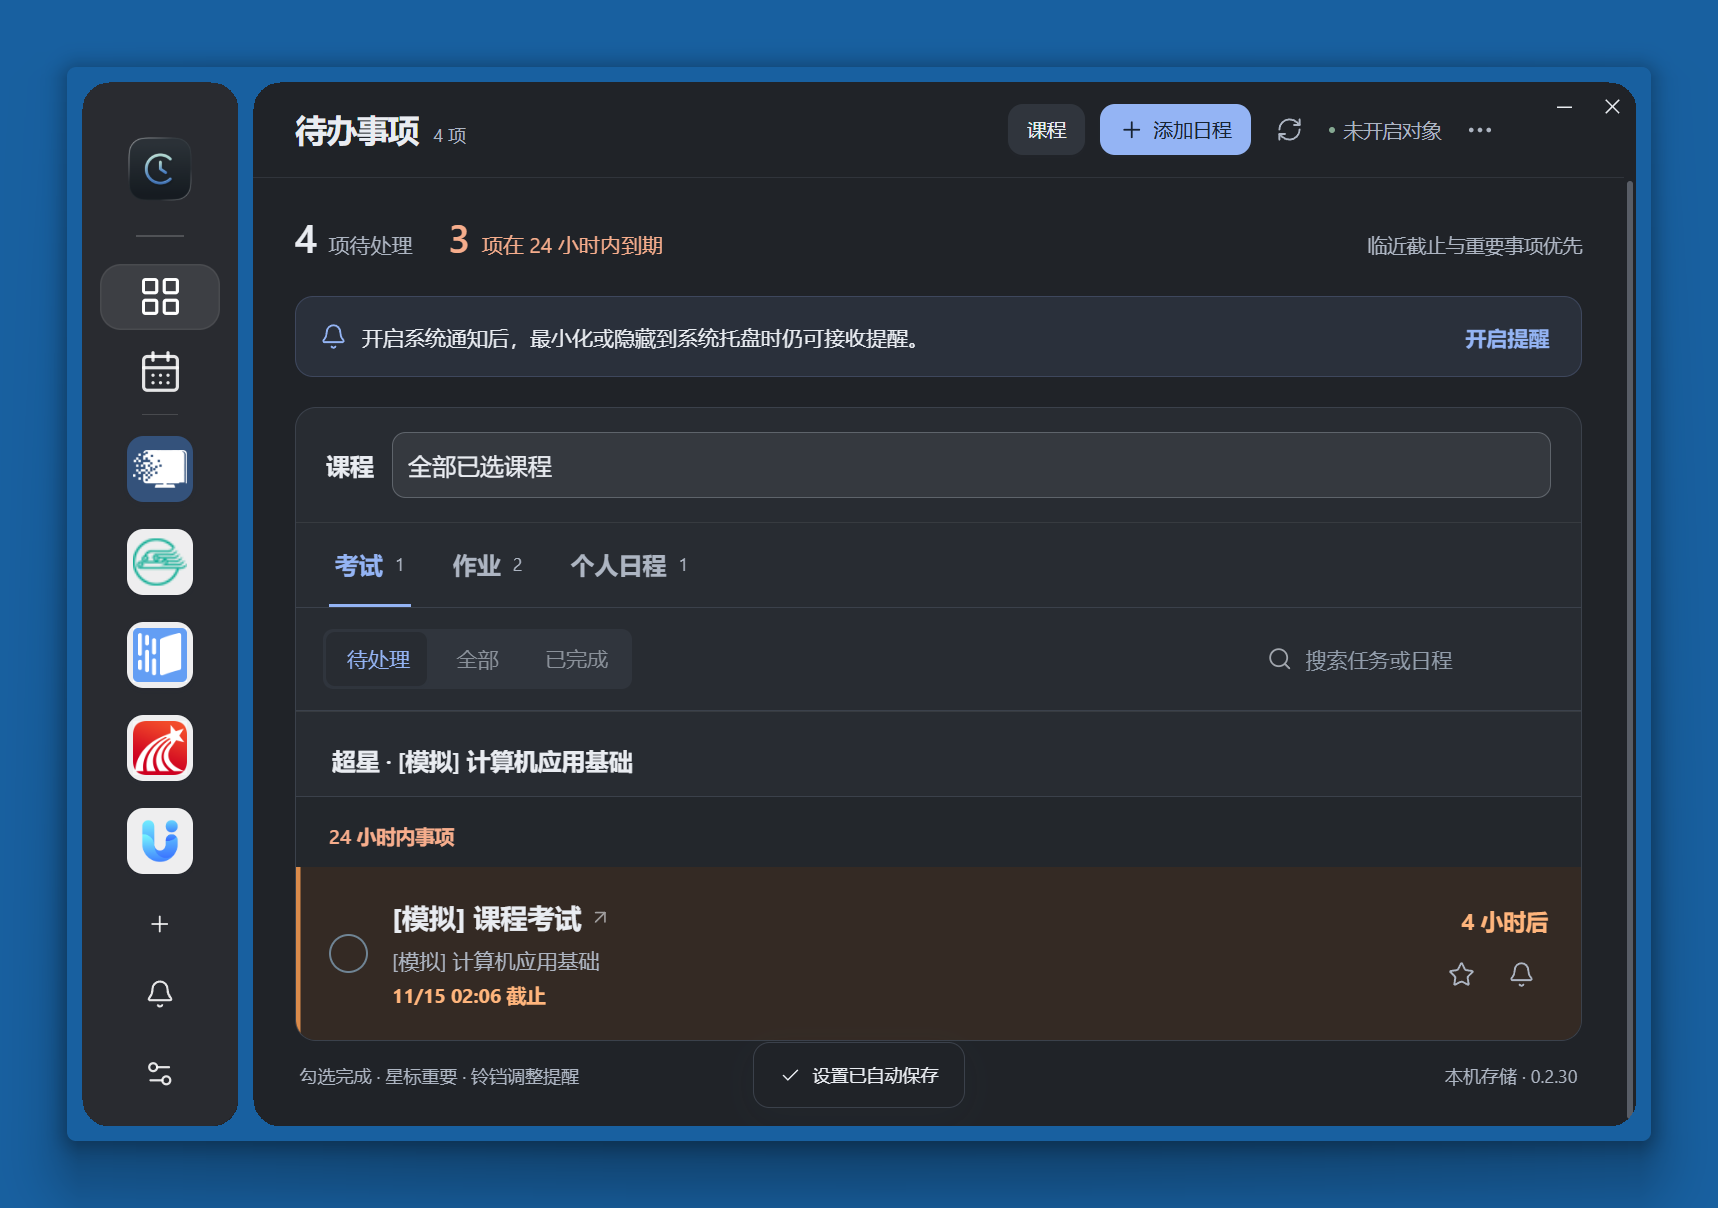 待办事项 4 项
课程
添加日程
未开启对象
4 项待处理 3 项在 24 小时内到期
临近截止与重要事项优先
开启系统通知后，最小化或隐藏到系统托盘时仍可接收提醒。
开启提醒
课程 全部已选课程
考试 1 作业 2 个人日程 1
待处理 全部 已完成
搜索任务或日程
超星 · [模拟] 计算机应用基础
24 小时内事项
[模拟] 课程考试
4 小时后
[模拟] 计算机应用基础
11/15 02:06 截止
勾选完成 · 星标重要 · 铃铛调整提醒
设置已自动保存
本机存储 · 0.2.30